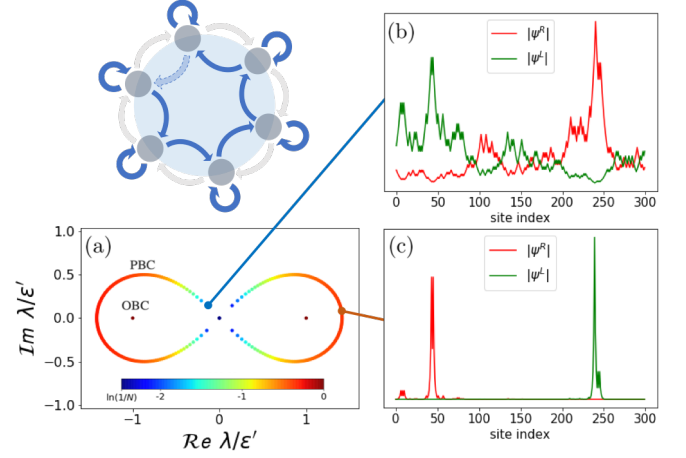 (b)
|ψ^R|
|ψ^L|
0 50 100 150 200 250 300
site index
(a)
PBC
OBC
1.0
0.5
0.0
−0.5
−1.0
ln(1/N) -2 -1 0
−1 0 1
Re λ/ε′
Im λ/ε′
(c)
|ψ^R|
|ψ^L|
0 50 100 150 200 250 300
site index